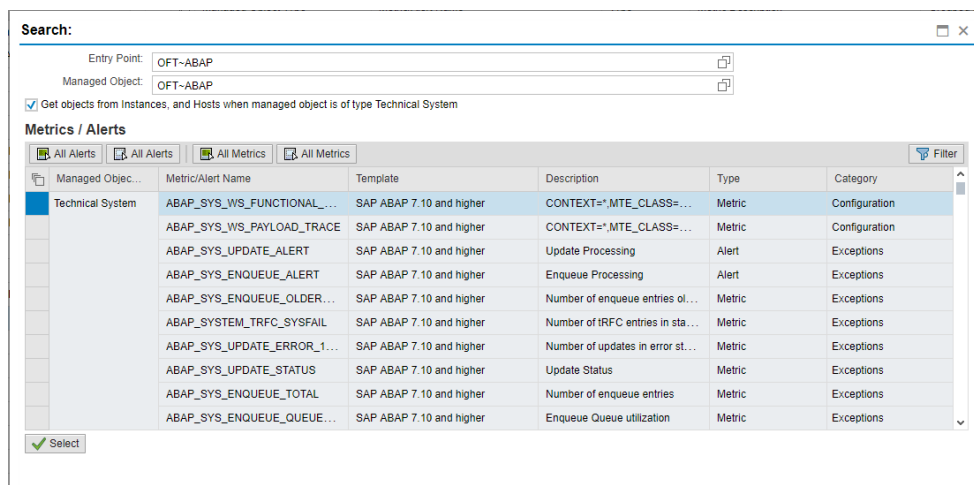 Search:
Entry Point: OFT~ABAP
Managed Object: OFT~ABAP
Get objects from Instances, and Hosts when managed object is of type Technical System
Metrics / Alerts
All Alerts All Alerts All Metrics All Metrics Filter
Managed Objec... Metric/Alert Name Template Description Type Category
Technical System ABAP_SYS_WS_FUNCTIONAL_... SAP ABAP 7.10 and higher CONTEXT=*,MTE_CLASS=... Metric Configuration
ABAP_SYS_WS_PAYLOAD_TRACE SAP ABAP 7.10 and higher CONTEXT=*,MTE_CLASS=... Metric Configuration
ABAP_SYS_UPDATE_ALERT SAP ABAP 7.10 and higher Update Processing Alert Exceptions
ABAP_SYS_ENQUEUE_ALERT SAP ABAP 7.10 and higher Enqueue Processing Alert Exceptions
ABAP_SYS_ENQUEUE_OLDER... SAP ABAP 7.10 and higher Number of enqueue entries ol... Metric Exceptions
ABAP_SYSTEM_TRFC_SYSFAIL SAP ABAP 7.10 and higher Number of tRFC entries in sta... Metric Exceptions
ABAP_SYS_UPDATE_ERROR_1... SAP ABAP 7.10 and higher Number of updates in error st... Metric Exceptions
ABAP_SYS_UPDATE_STATUS SAP ABAP 7.10 and higher Update Status Metric Exceptions
ABAP_SYS_ENQUEUE_TOTAL SAP ABAP 7.10 and higher Number of enqueue entries Metric Exceptions
ABAP_SYS_ENQUEUE_QUEUE... SAP ABAP 7.10 and higher Enqueue Queue utilization Metric Exceptions
Select